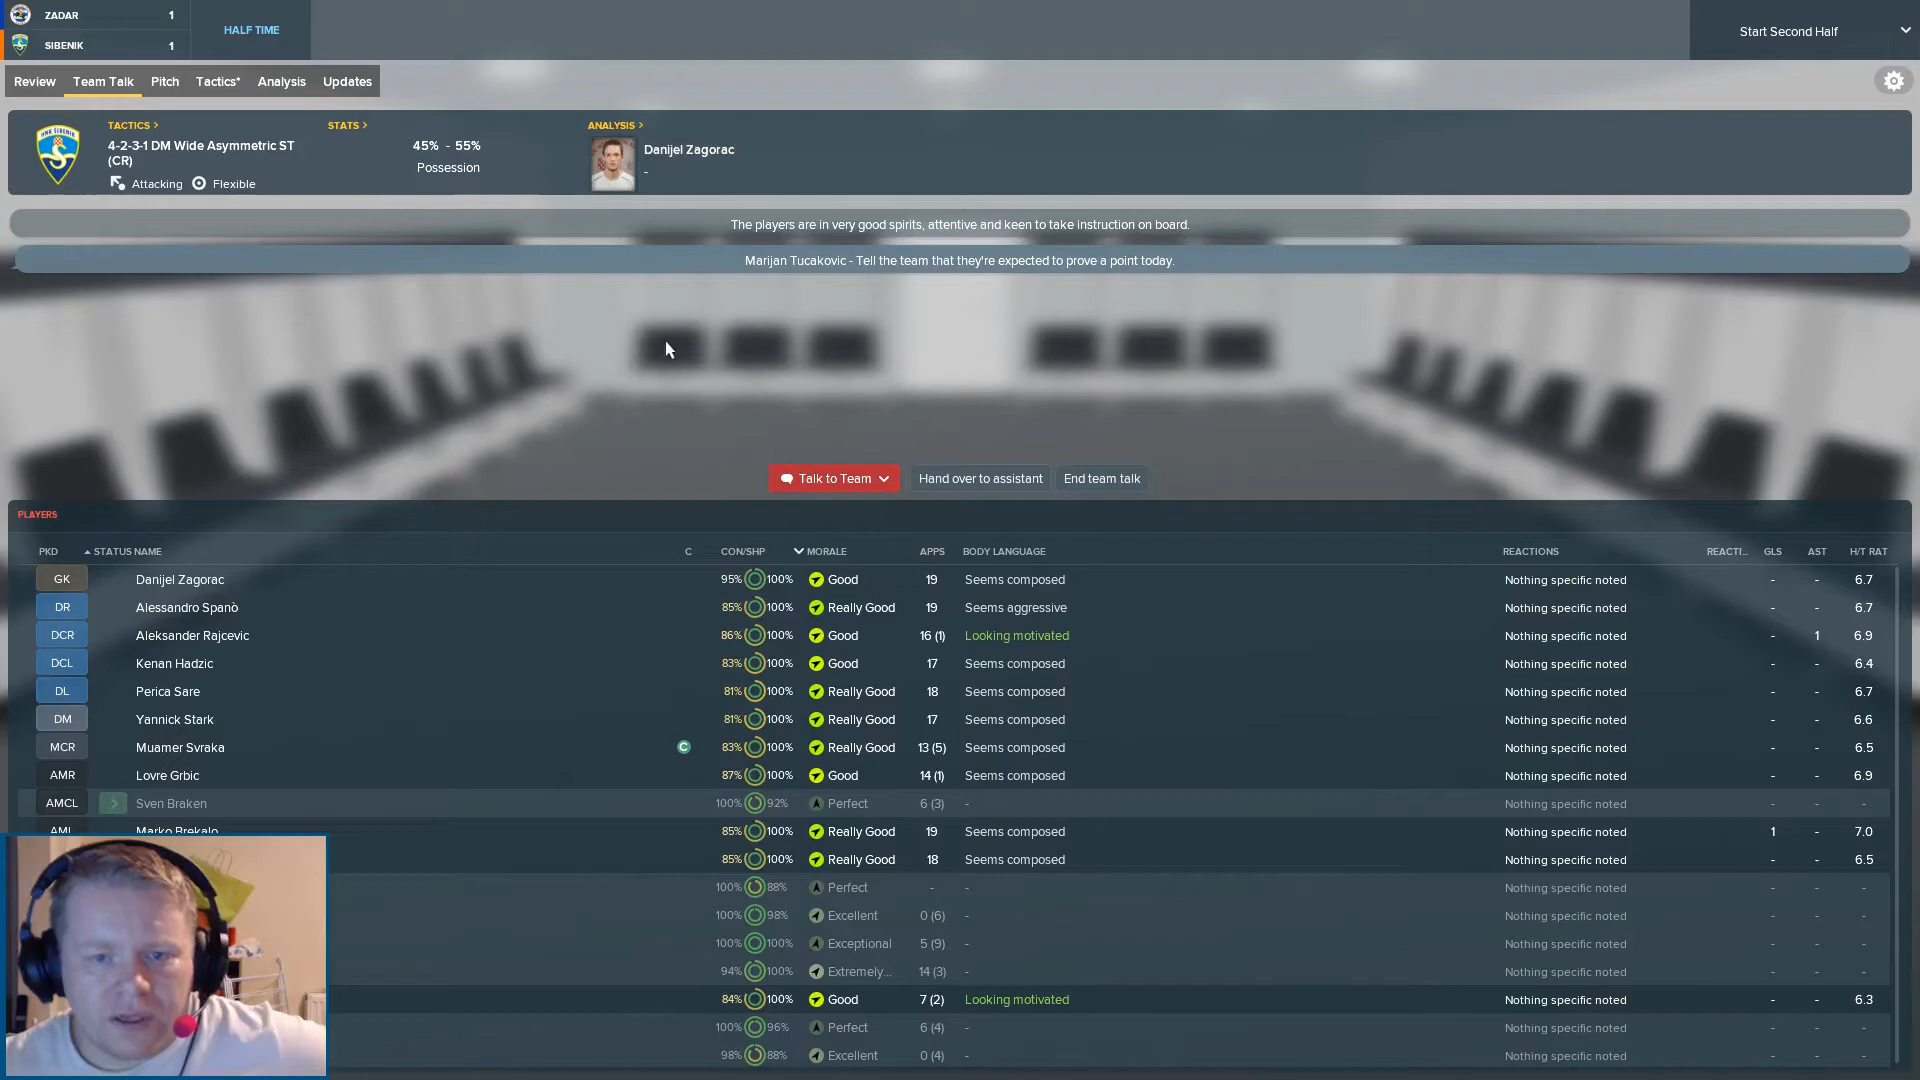 ZADAR 1
SIBENIK 1
HALF TIME
Start Second Half
Review Team Talk Pitch Tactics* Analysis Updates
HNK SIBENIK
TACTICS >
4-2-3-1 DM Wide Asymmetric ST (CR)
Attacking Flexible
STATS >
45% - 55%
Possession
ANALYSIS >
Danijel Zagorac
-
The players are in very good spirits, attentive and keen to take instruction on board.
Marijan Tucakovic - Tell the team that they're expected to prove a point today.
Talk to Team Hand over to assistant End team talk
PLAYERS
PKD STATUS NAME C CON/SHP MORALE APPS BODY LANGUAGE REACTIONS REACTI... GLS AST H/T RAT
GK Danijel Zagorac 95% 100% Good 19 Seems composed Nothing specific noted - - 6.7
DR Alessandro Spanò 85% 100% Really Good 19 Seems aggressive Nothing specific noted - - 6.7
DCR Aleksander Rajcevic 86% 100% Good 16 (1) Looking motivated Nothing specific noted - 1 6.9
DCL Kenan Hadzic 83% 100% Good 17 Seems composed Nothing specific noted - - 6.4
DL Perica Sare 81% 100% Really Good 18 Seems composed Nothing specific noted - - 6.7
DM Yannick Stark 81% 100% Really Good 17 Seems composed Nothing specific noted - - 6.6
MCR Muamer Svraka C 83% 100% Really Good 13 (5) Seems composed Nothing specific noted - - 6.5
AMR Lovre Grbic 87% 100% Good 14 (1) Seems composed Nothing specific noted - - 6.9
AMCL Sven Braken 100% 92% Perfect 6 (3) - Nothing specific noted - - -
AML Marko Brekalo 85% 100% Really Good 19 Seems composed Nothing specific noted 1 - 7.0
85% 100% Really Good 18 Seems composed Nothing specific noted - - 6.5
100% 88% Perfect - - Nothing specific noted - - -
100% 98% Excellent 0 (6) - Nothing specific noted - - -
100% 100% Exceptional 5 (9) - Nothing specific noted - - -
94% 100% Extremely... 14 (3) - Nothing specific noted - - -
84% 100% Good 7 (2) Looking motivated Nothing specific noted - - 6.3
100% 96% Perfect 6 (4) - Nothing specific noted - - -
98% 88% Excellent 0 (4) - Nothing specific noted - - -